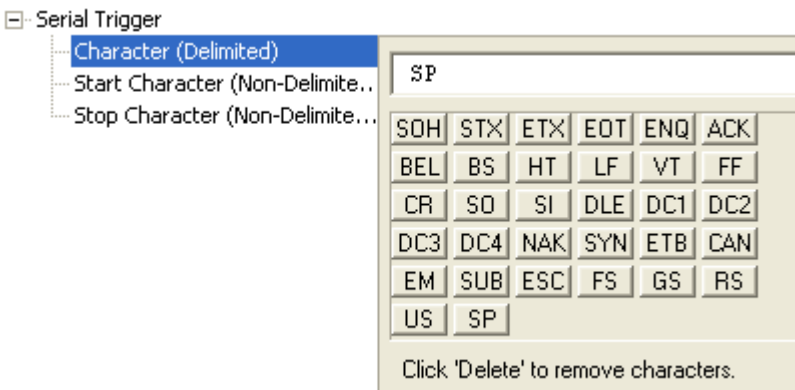 Serial Trigger
Character (Delimited)
Start Character (Non-Delimite...
Stop Character (Non-Delimite...
SP
SOH STX ETX EOT ENQ ACK
BEL BS HT LF VT FF
CR SO SI DLE DC1 DC2
DC3 DC4 NAK SYN ETB CAN
EM SUB ESC FS GS RS
US SP
Click 'Delete' to remove characters.